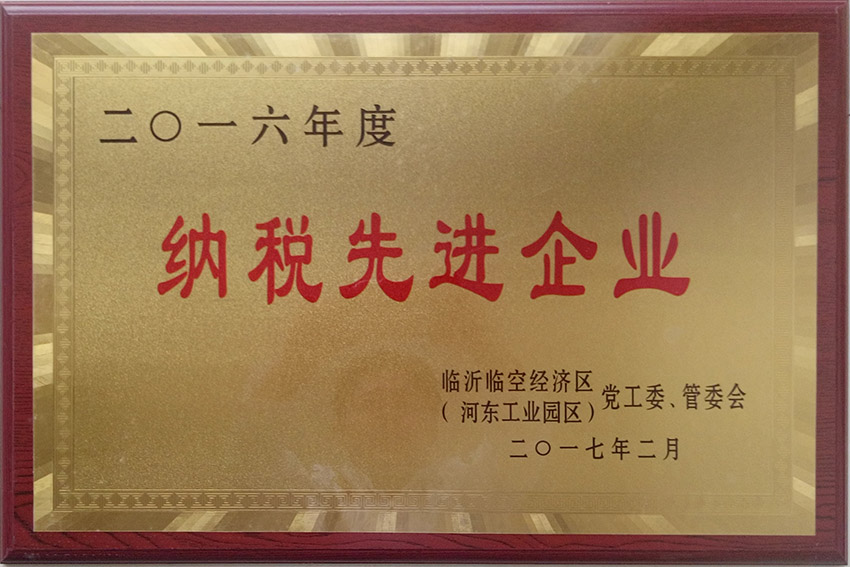 二〇一六年度
纳税先进企业
临沂临空经济区
(河东工业园区)
党工委、管委会
二〇一七年二月